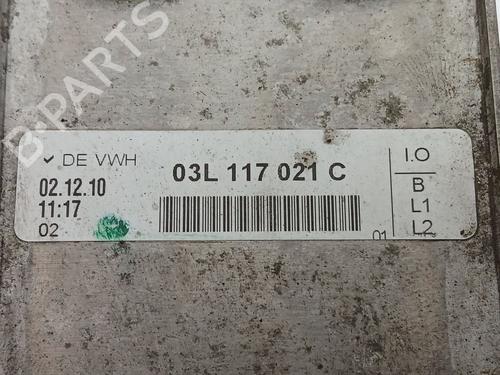 B-PARTS
✓ DE VWH
03L 117 021 C
I.O
02.12.10
11:17
02
B
L1
L2
01